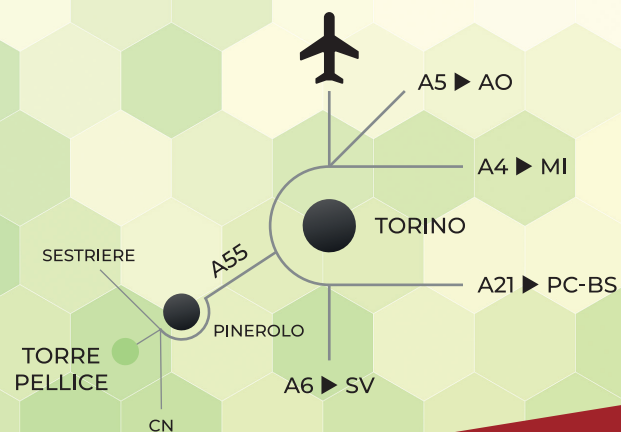 A5 ▶ AO
A4 ▶ MI
TORINO
A55
SESTRIERE
A21 ▶ PC-BS
PINEROLO
TORRE
PELLICE
A6 ▶ SV
CN